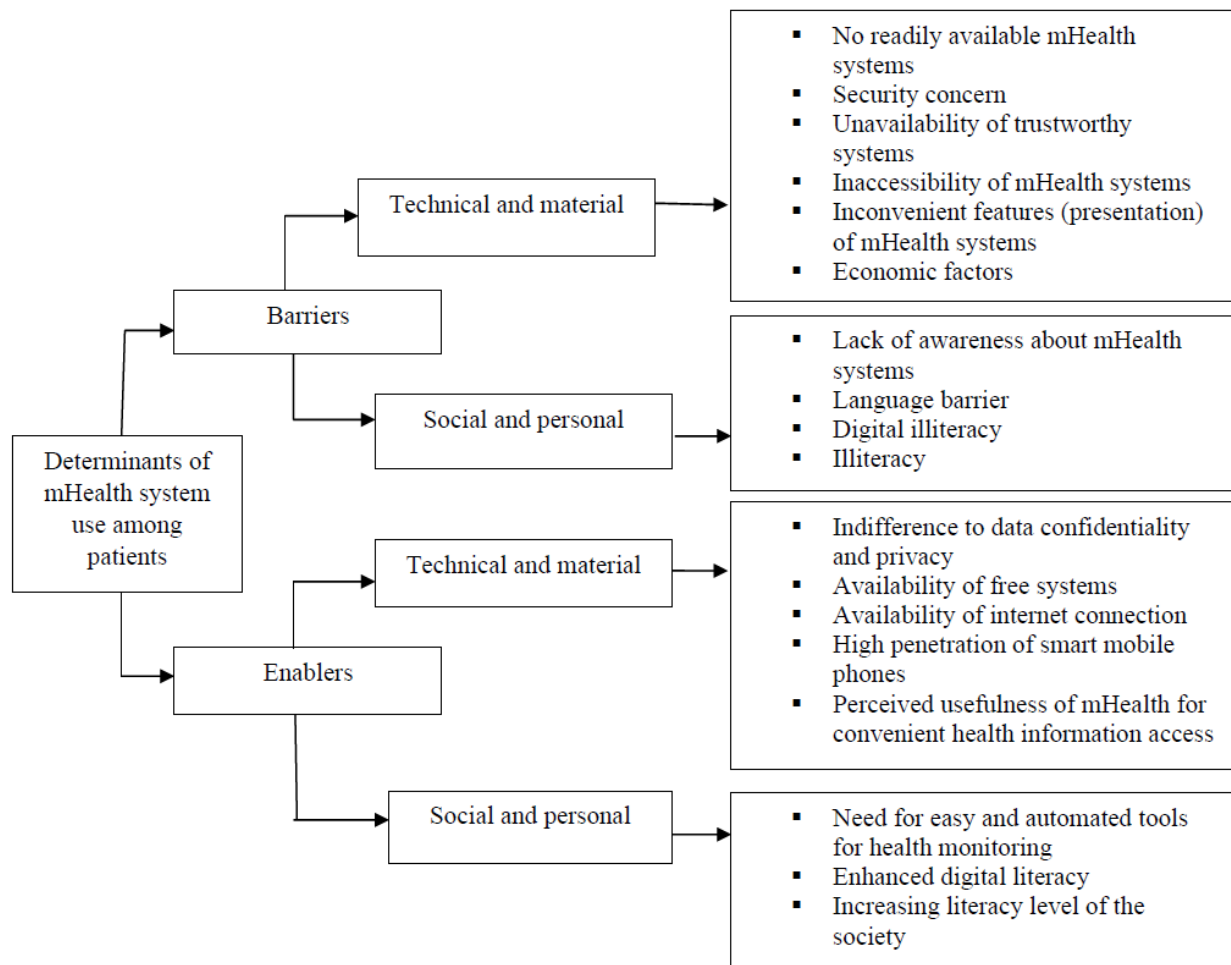 ▪ No readily available mHealth
systems
▪ Security concern
▪ Unavailability of trustworthy
systems
▪ Inaccessibility of mHealth systems
▪ Inconvenient features (presentation)
of mHealth systems
▪ Economic factors
Technical and material
Barriers
▪ Lack of awareness about mHealth
systems
▪ Language barrier
▪ Digital illiteracy
▪ Illiteracy
Social and personal
Determinants of
mHealth system
use among
patients
▪ Indifference to data confidentiality
and privacy
▪ Availability of free systems
▪ Availability of internet connection
▪ High penetration of smart mobile
phones
▪ Perceived usefulness of mHealth for
convenient health information access
Technical and material
Enablers
Social and personal
▪ Need for easy and automated tools
for health monitoring
▪ Enhanced digital literacy
▪ Increasing literacy level of the
society